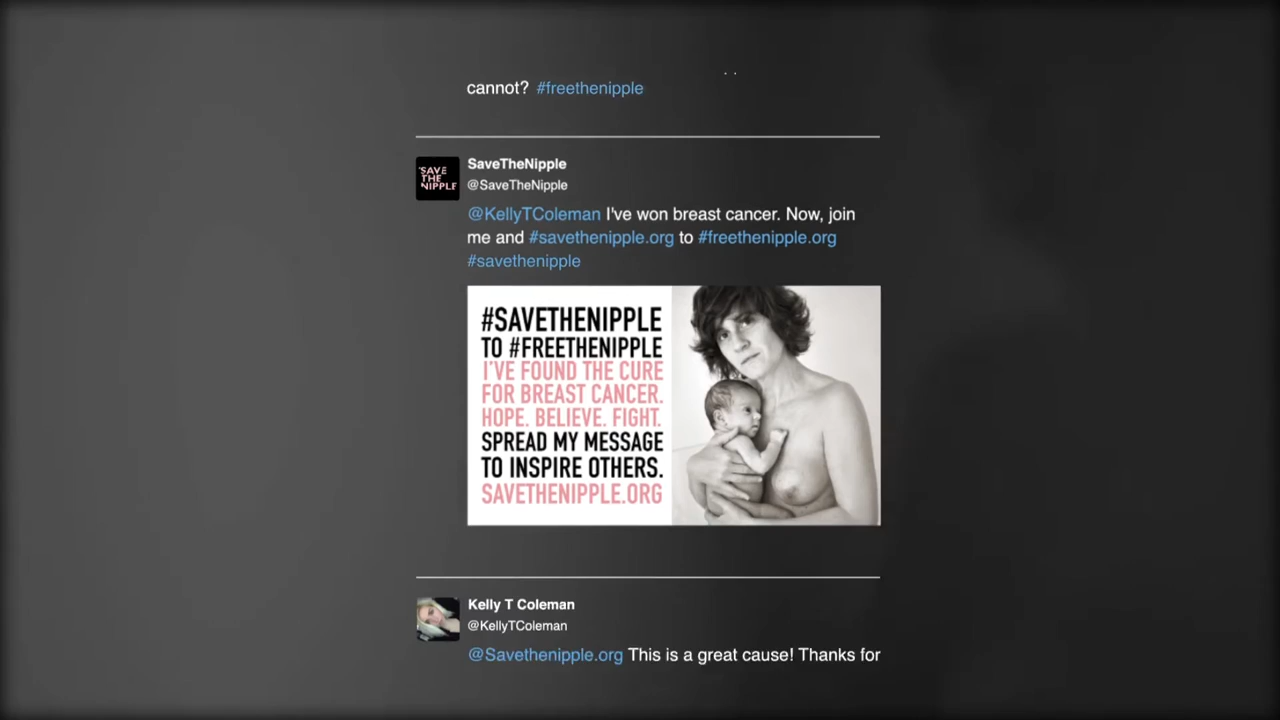 cannot? #freethenipple
SaveTheNipple
SAVE
THE
NIPPLE
@SaveTheNipple
@KellyTColeman I've won breast cancer. Now, join
me and #savethenipple.org to #freethenipple.org
#savethenipple
#SAVETHENIPPLE
TO #FREETHENIPPLE
I'VE FOUND THE CURE
FOR BREAST CANCER.
HOPE. BELIEVE. FIGHT.
SPREAD MY MESSAGE
TO INSPIRE OTHERS.
SAVETHENIPPLE.ORG
Kelly T Coleman
@KellyTColeman
@Savethenipple.org This is a great cause! Thanks for